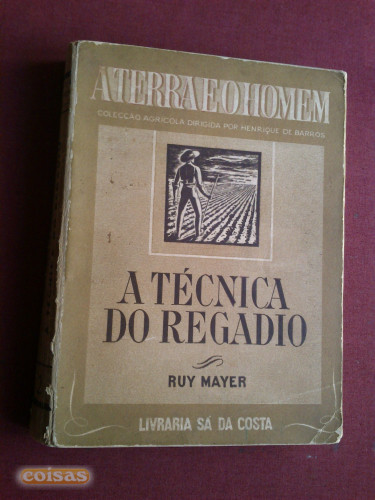 A TERRA E O HOMEM
COLECÇÃO AGRÍCOLA DIRIGIDA POR HENRIQUE DE BARROS
A TÉCNICA
DO REGADIO
RUY MAYER
LIVRARIA SÁ DA COSTA
coisas